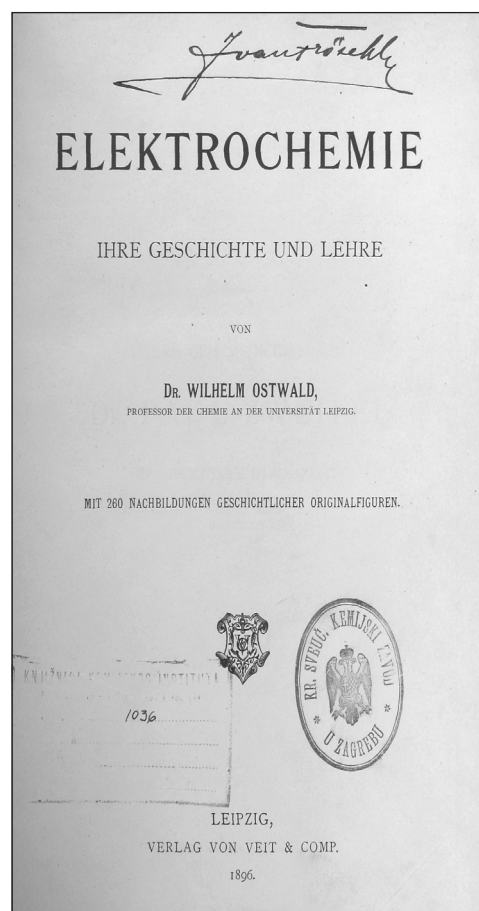 ELEKTROCHEMIE
IHRE GESCHICHTE UND LEHRE
VON
DR. WILHELM OSTWALD,
PROFESSOR DER CHEMIE AN DER UNIVERSITÄT LEIPZIG.
MIT 260 NACHBILDUNGEN GESCHICHTLICHER ORIGINALFIGUREN.
KR. SVEUČ. KEMIJSKI ZAVOD
* U ZAGREBU *
1036
LEIPZIG,
VERLAG VON VEIT & COMP.
1896.